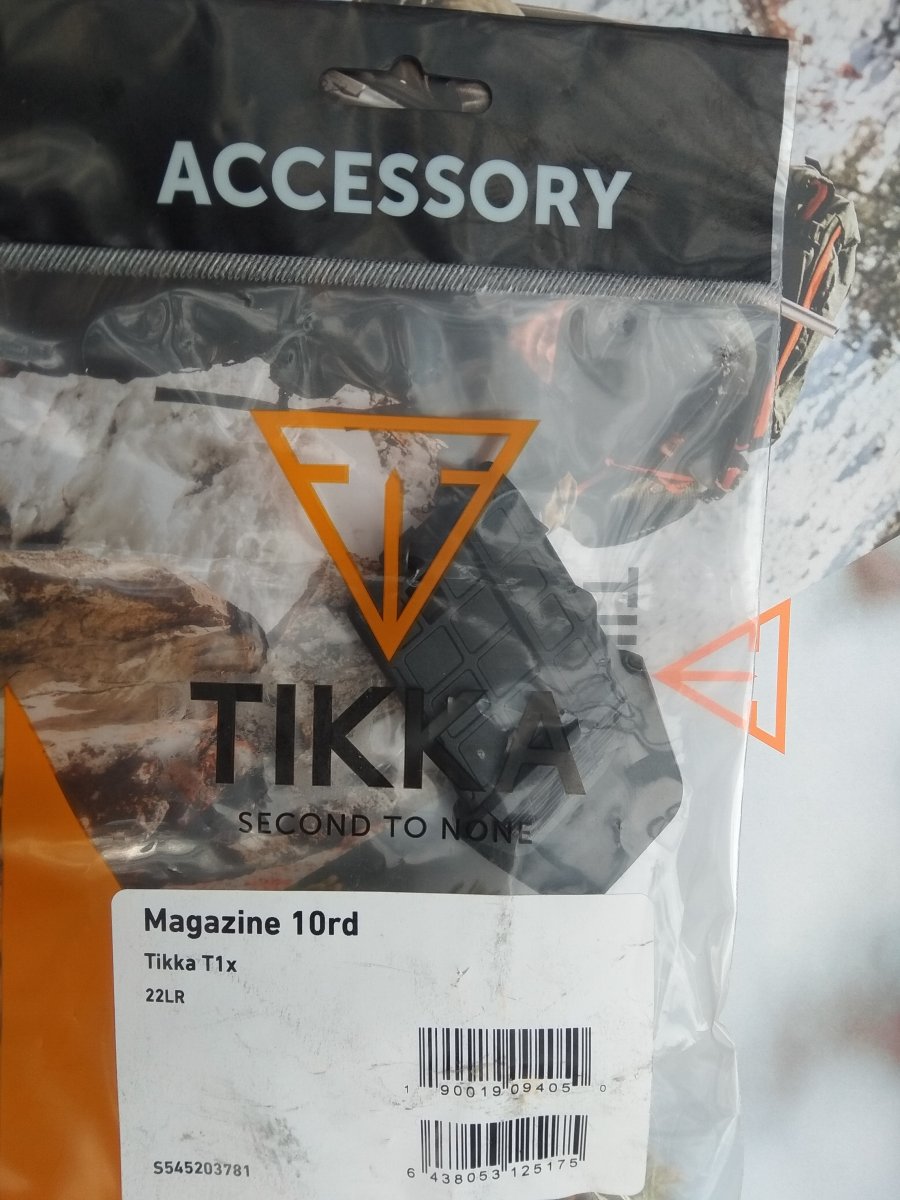 ACCESSORY
TIKKA
SECOND TO NONE
Magazine 10rd
Tikka T1x
22LR
1 90019 09405 0
S545203781
6 438053 125175